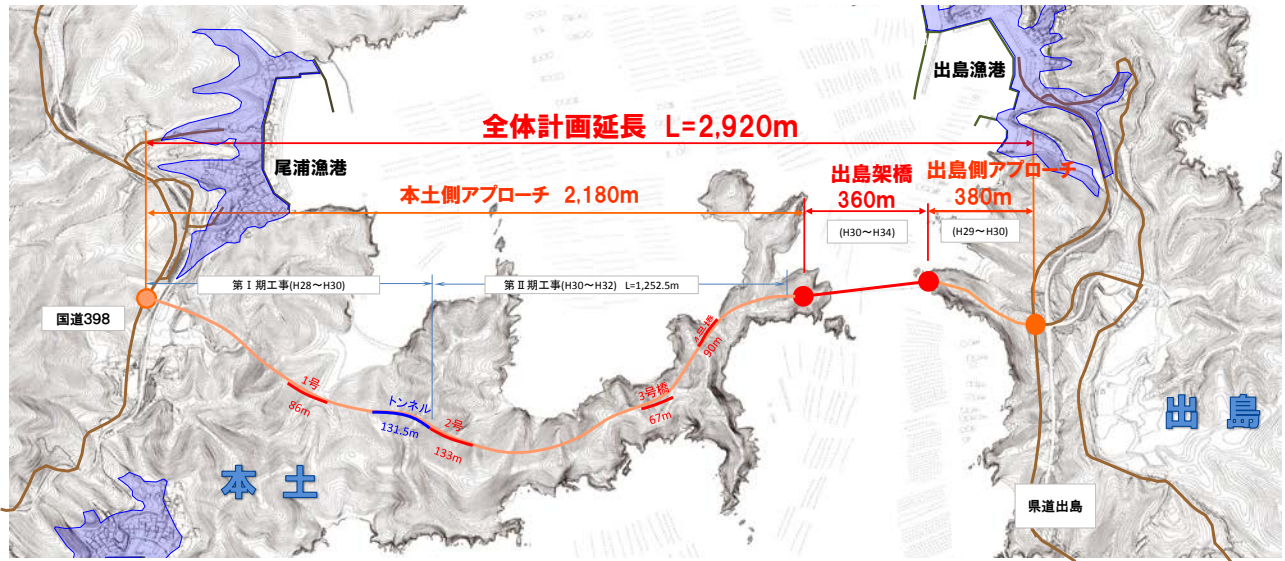 出島漁港
全体計画延長 L=2,920m
尾浦漁港
本土側アプローチ 2,180m
出島架橋
360m
出島側アプローチ
380m
(H30～H34)
(H29～H30)
第Ⅰ期工事(H28～H30)
第Ⅱ期工事(H30～H32) L=1,252.5m
国道398
1号
86m
トンネル
131.5m
2号
133m
3号橋
67m
4号橋
90m
本 土
出 島
県道出島